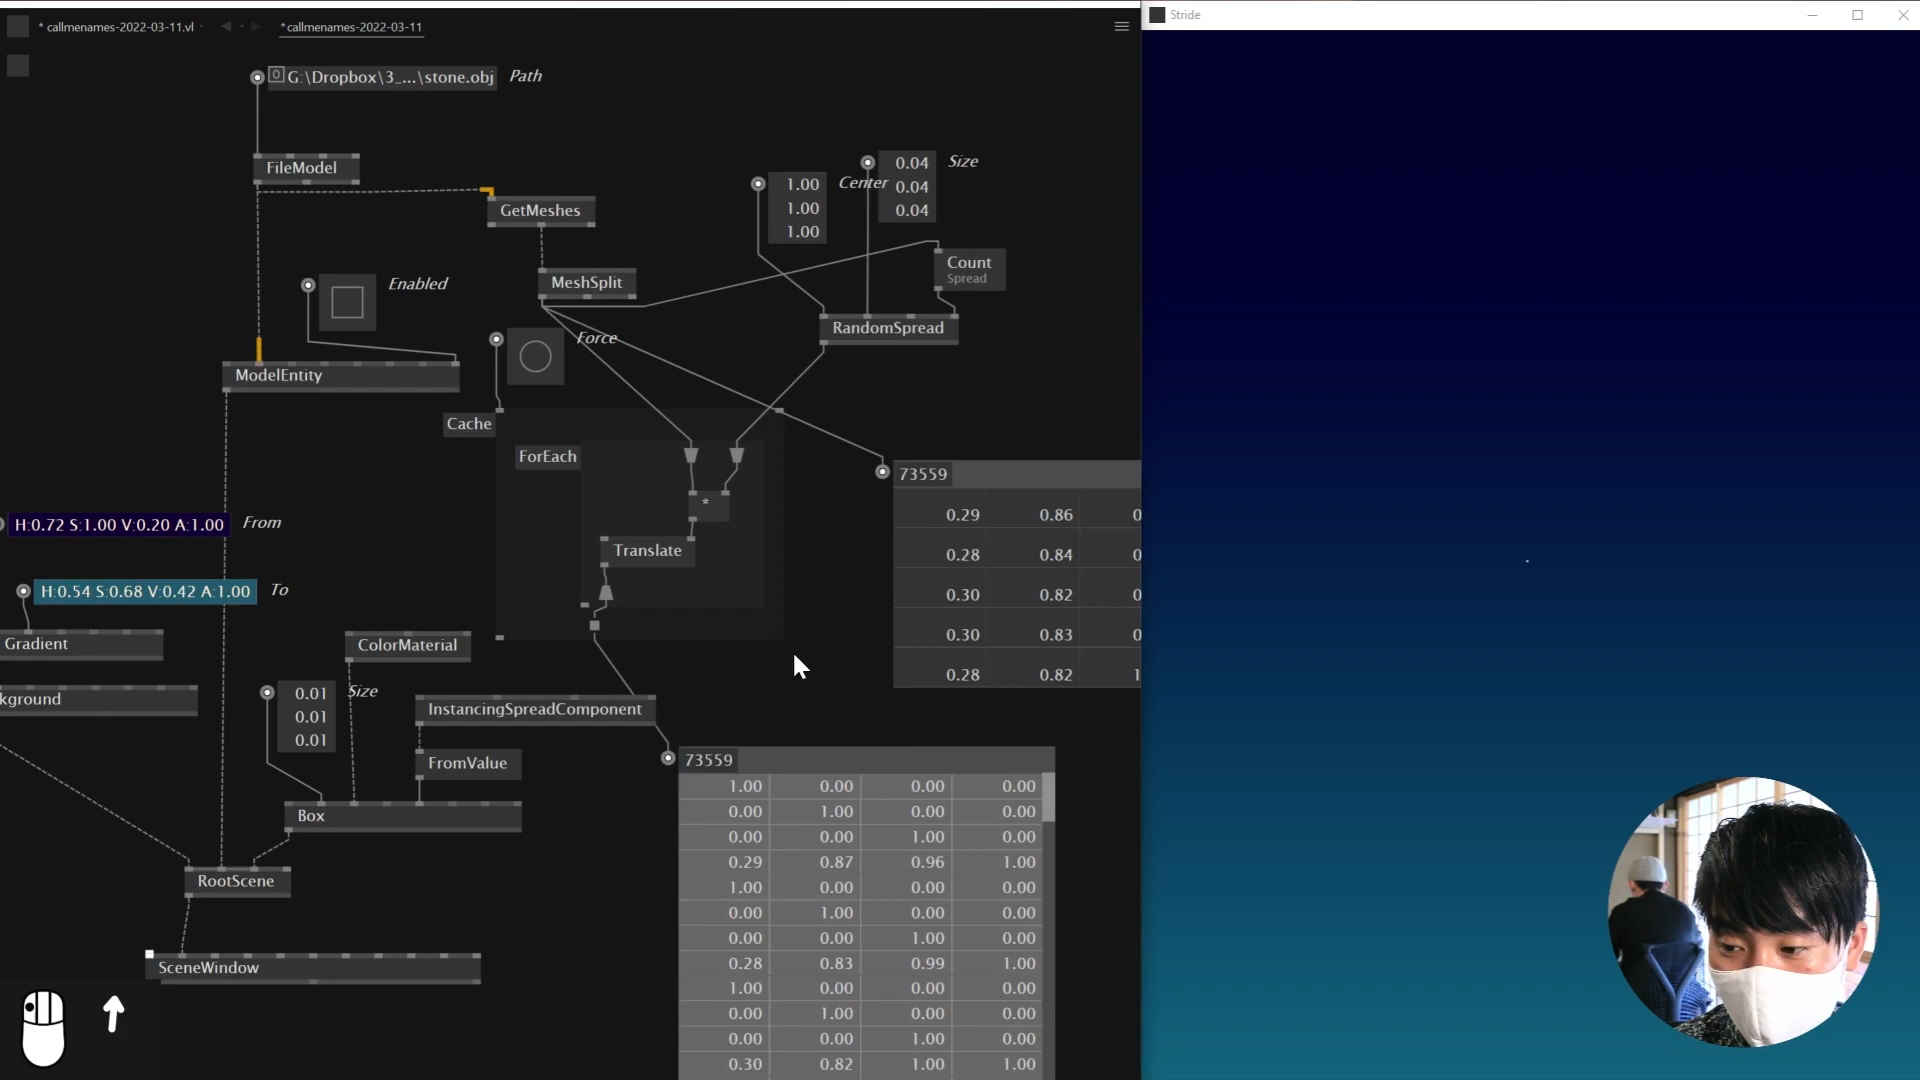 * callmenames-2022-03-11.vl
*callmenames-2022-03-11
Stride
G:\Dropbox\3_...\stone.obj
Path
FileModel
GetMeshes
MeshSplit
Enabled
Force
1.00
1.00
1.00
Center
0.04
0.04
0.04
Size
Count
Spread
RandomSpread
ModelEntity
Cache
ForEach
*
Translate
73559
0.29 0.86 0
0.28 0.84 0
0.30 0.82 0
0.30 0.83 0
0.28 0.82 1
H:0.72 S:1.00 V:0.20 A:1.00
From
H:0.54 S:0.68 V:0.42 A:1.00
To
Gradient
kground
ColorMaterial
0.01
0.01
0.01
Size
InstancingSpreadComponent
FromValue
Box
RootScene
SceneWindow
73559
1.00 0.00 0.00 0.00
0.00 1.00 0.00 0.00
0.00 0.00 1.00 0.00
0.29 0.87 0.96 1.00
1.00 0.00 0.00 0.00
0.00 1.00 0.00 0.00
0.00 0.00 1.00 0.00
0.28 0.83 0.99 1.00
1.00 0.00 0.00 0.00
0.00 1.00 0.00 0.00
0.00 0.00 1.00 0.00
0.30 0.82 1.00 1.00